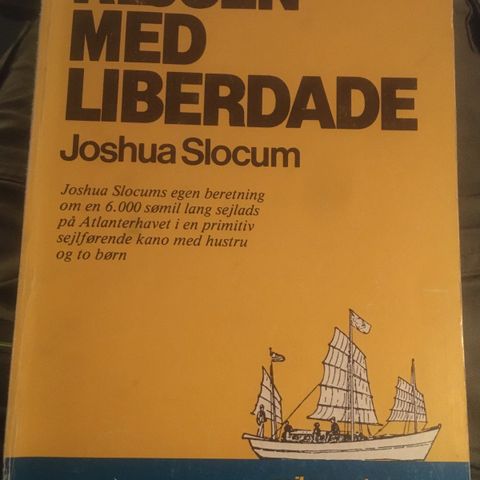 MED
LIBERDADE
Joshua Slocum
Joshua Slocums egen beretning
om en 6.000 sømil lang sejlads
på Atlanterhavet i en primitiv
sejlførende kano med hustru
og to børn